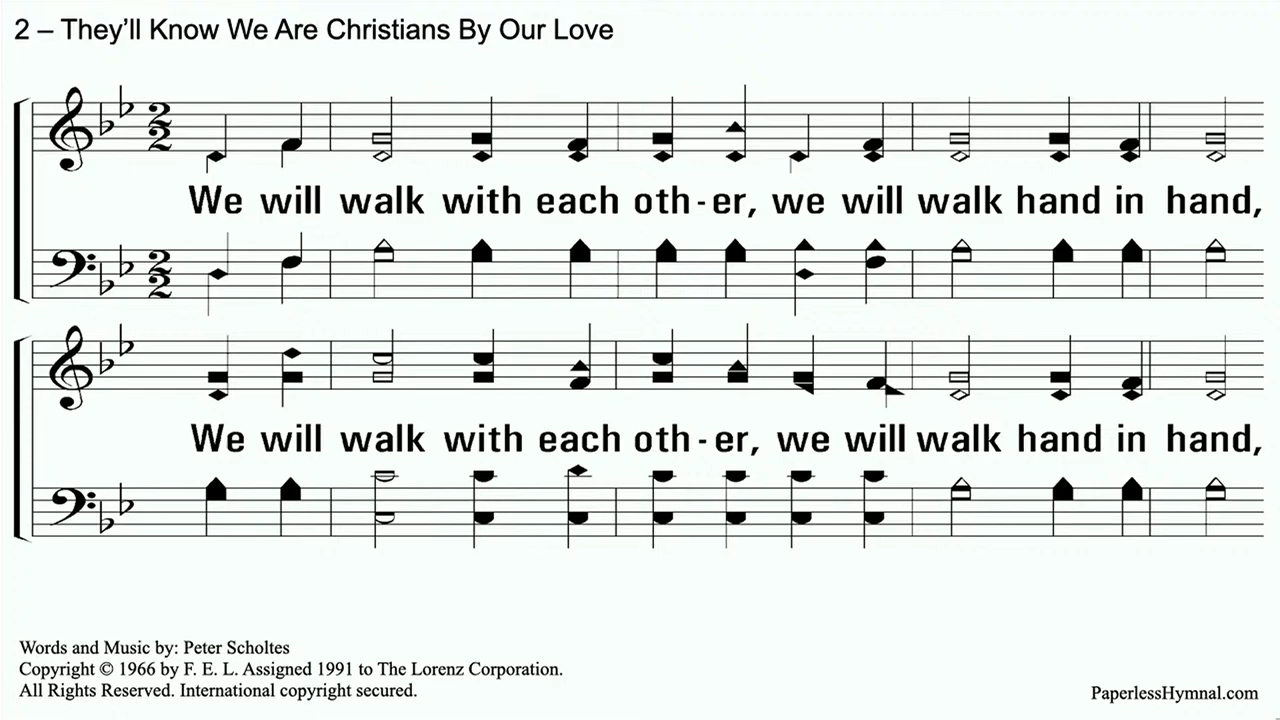 2 – They’ll Know We Are Christians By Our Love
We will walk with each oth-er, we will walk hand in hand,
We will walk with each oth-er, we will walk hand in hand,
Words and Music by: Peter Scholtes
Copyright © 1966 by F. E. L. Assigned 1991 to The Lorenz Corporation.
All Rights Reserved. International copyright secured.
PaperlessHymnal.com